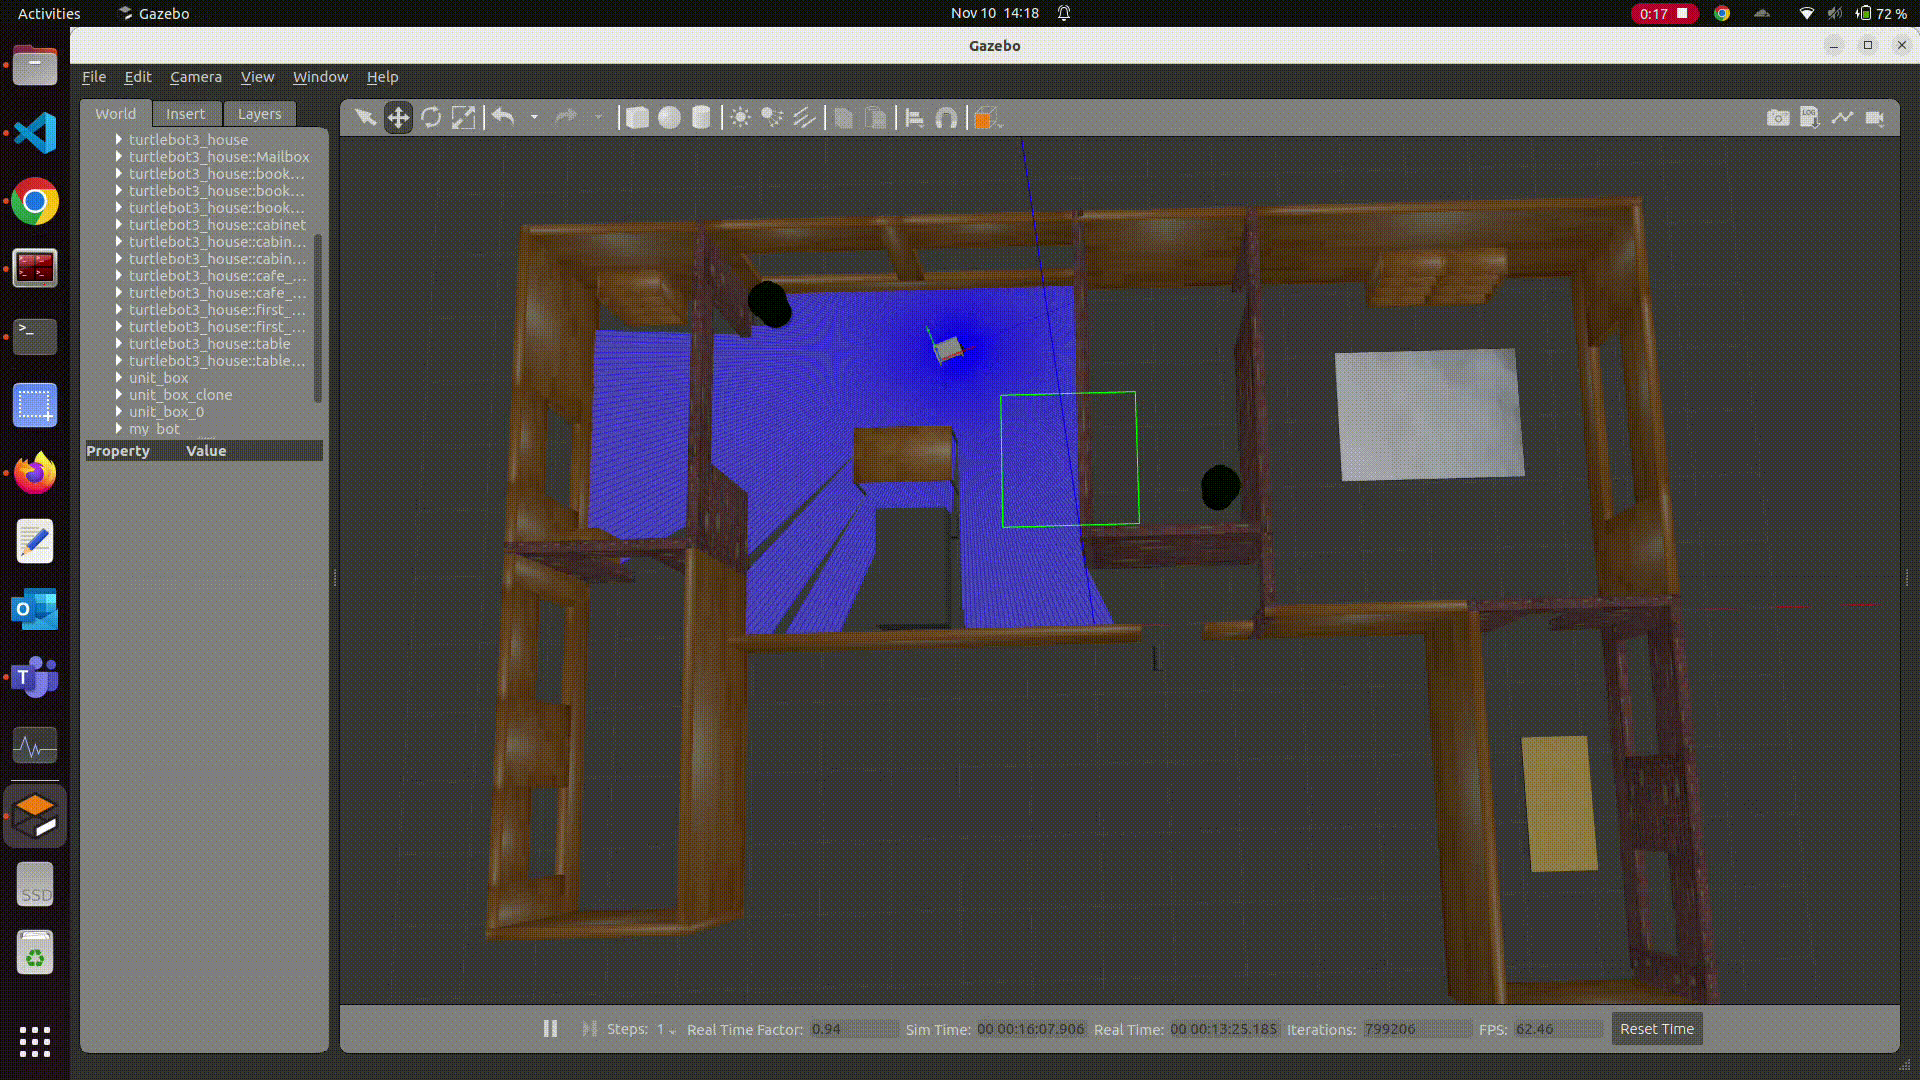 Activities Gazebo Nov 10 14:18 0:17 72 %
Gazebo
File Edit Camera View Window Help
World Insert Layers
turtlebot3_house
turtlebot3_house::Mailbox
turtlebot3_house::book...
turtlebot3_house::book...
turtlebot3_house::book...
turtlebot3_house::cabinet
turtlebot3_house::cabin...
turtlebot3_house::cabin...
turtlebot3_house::cafe_...
turtlebot3_house::cafe_...
turtlebot3_house::first_...
turtlebot3_house::first_...
turtlebot3_house::table
turtlebot3_house::table...
unit_box
unit_box_clone
unit_box_0
my_bot
Property Value
LOG
SSD
Steps: 1 Real Time Factor: 0.94 Sim Time: 00 00:16:07.906 Real Time: 00 00:13:25.185 Iterations: 799206 FPS: 62.46 Reset Time